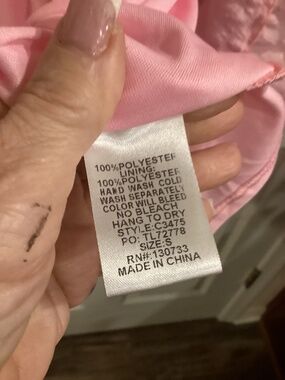 100%POLYESTER
LINING:
100%POLYESTER
HAND WASH COLD
WASH SEPARATELY
COLOR WILL BLEED
NO BLEACH
HANG TO DRY
STYLE:C3475
PO: TL72778
SIZE:S
RN#:130733
MADE IN CHINA